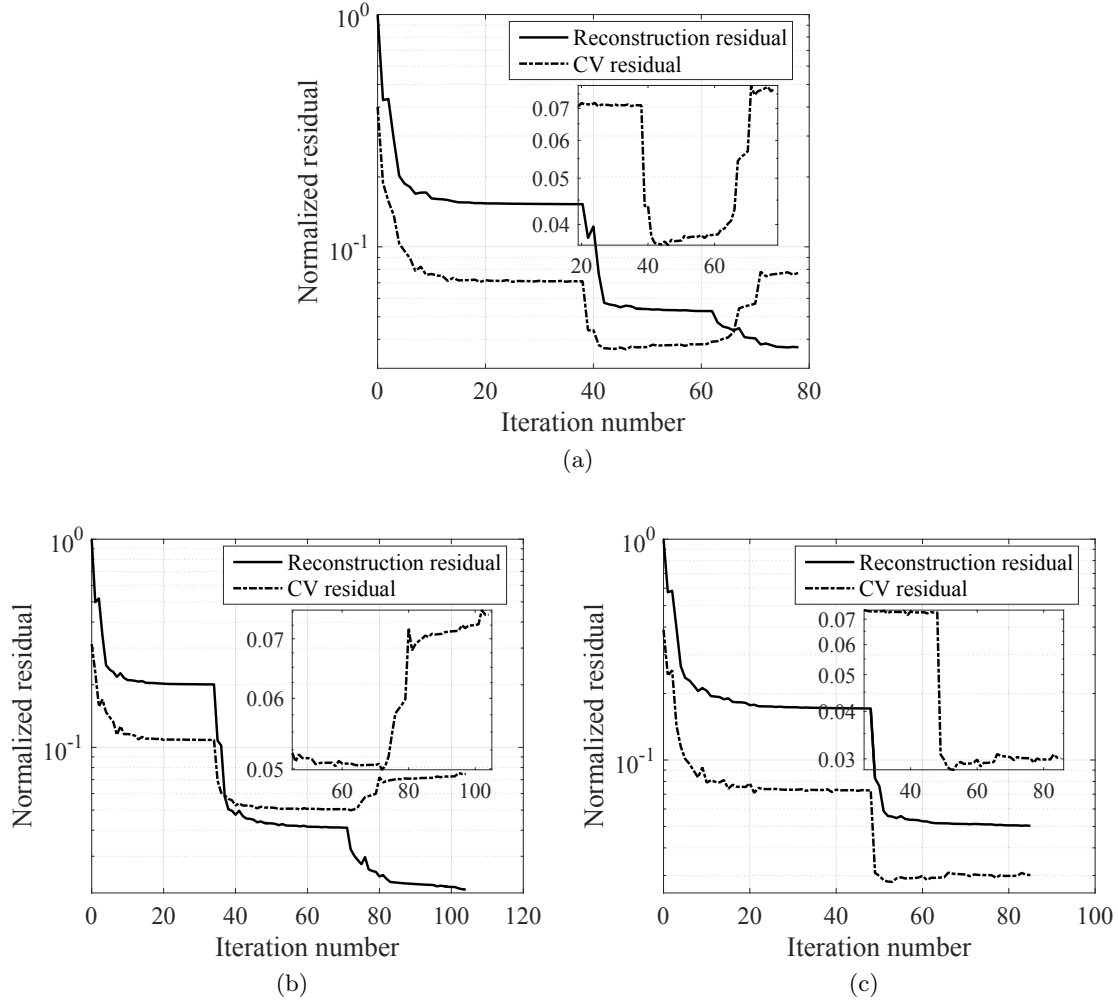 10^0
10^-1
Normalized residual
Reconstruction residual
CV residual
0.07
0.06
0.05
0.04
20 40 60
0 20 40 60 80
Iteration number
(a)
10^0
10^-1
Normalized residual
Reconstruction residual
CV residual
0.07
0.06
0.05
60 80 100
0 20 40 60 80 100 120
Iteration number
(b)
10^0
10^-1
Normalized residual
Reconstruction residual
CV residual
0.07
0.06
0.05
0.04
0.03
40 60 80
0 20 40 60 80 100
Iteration number
(c)